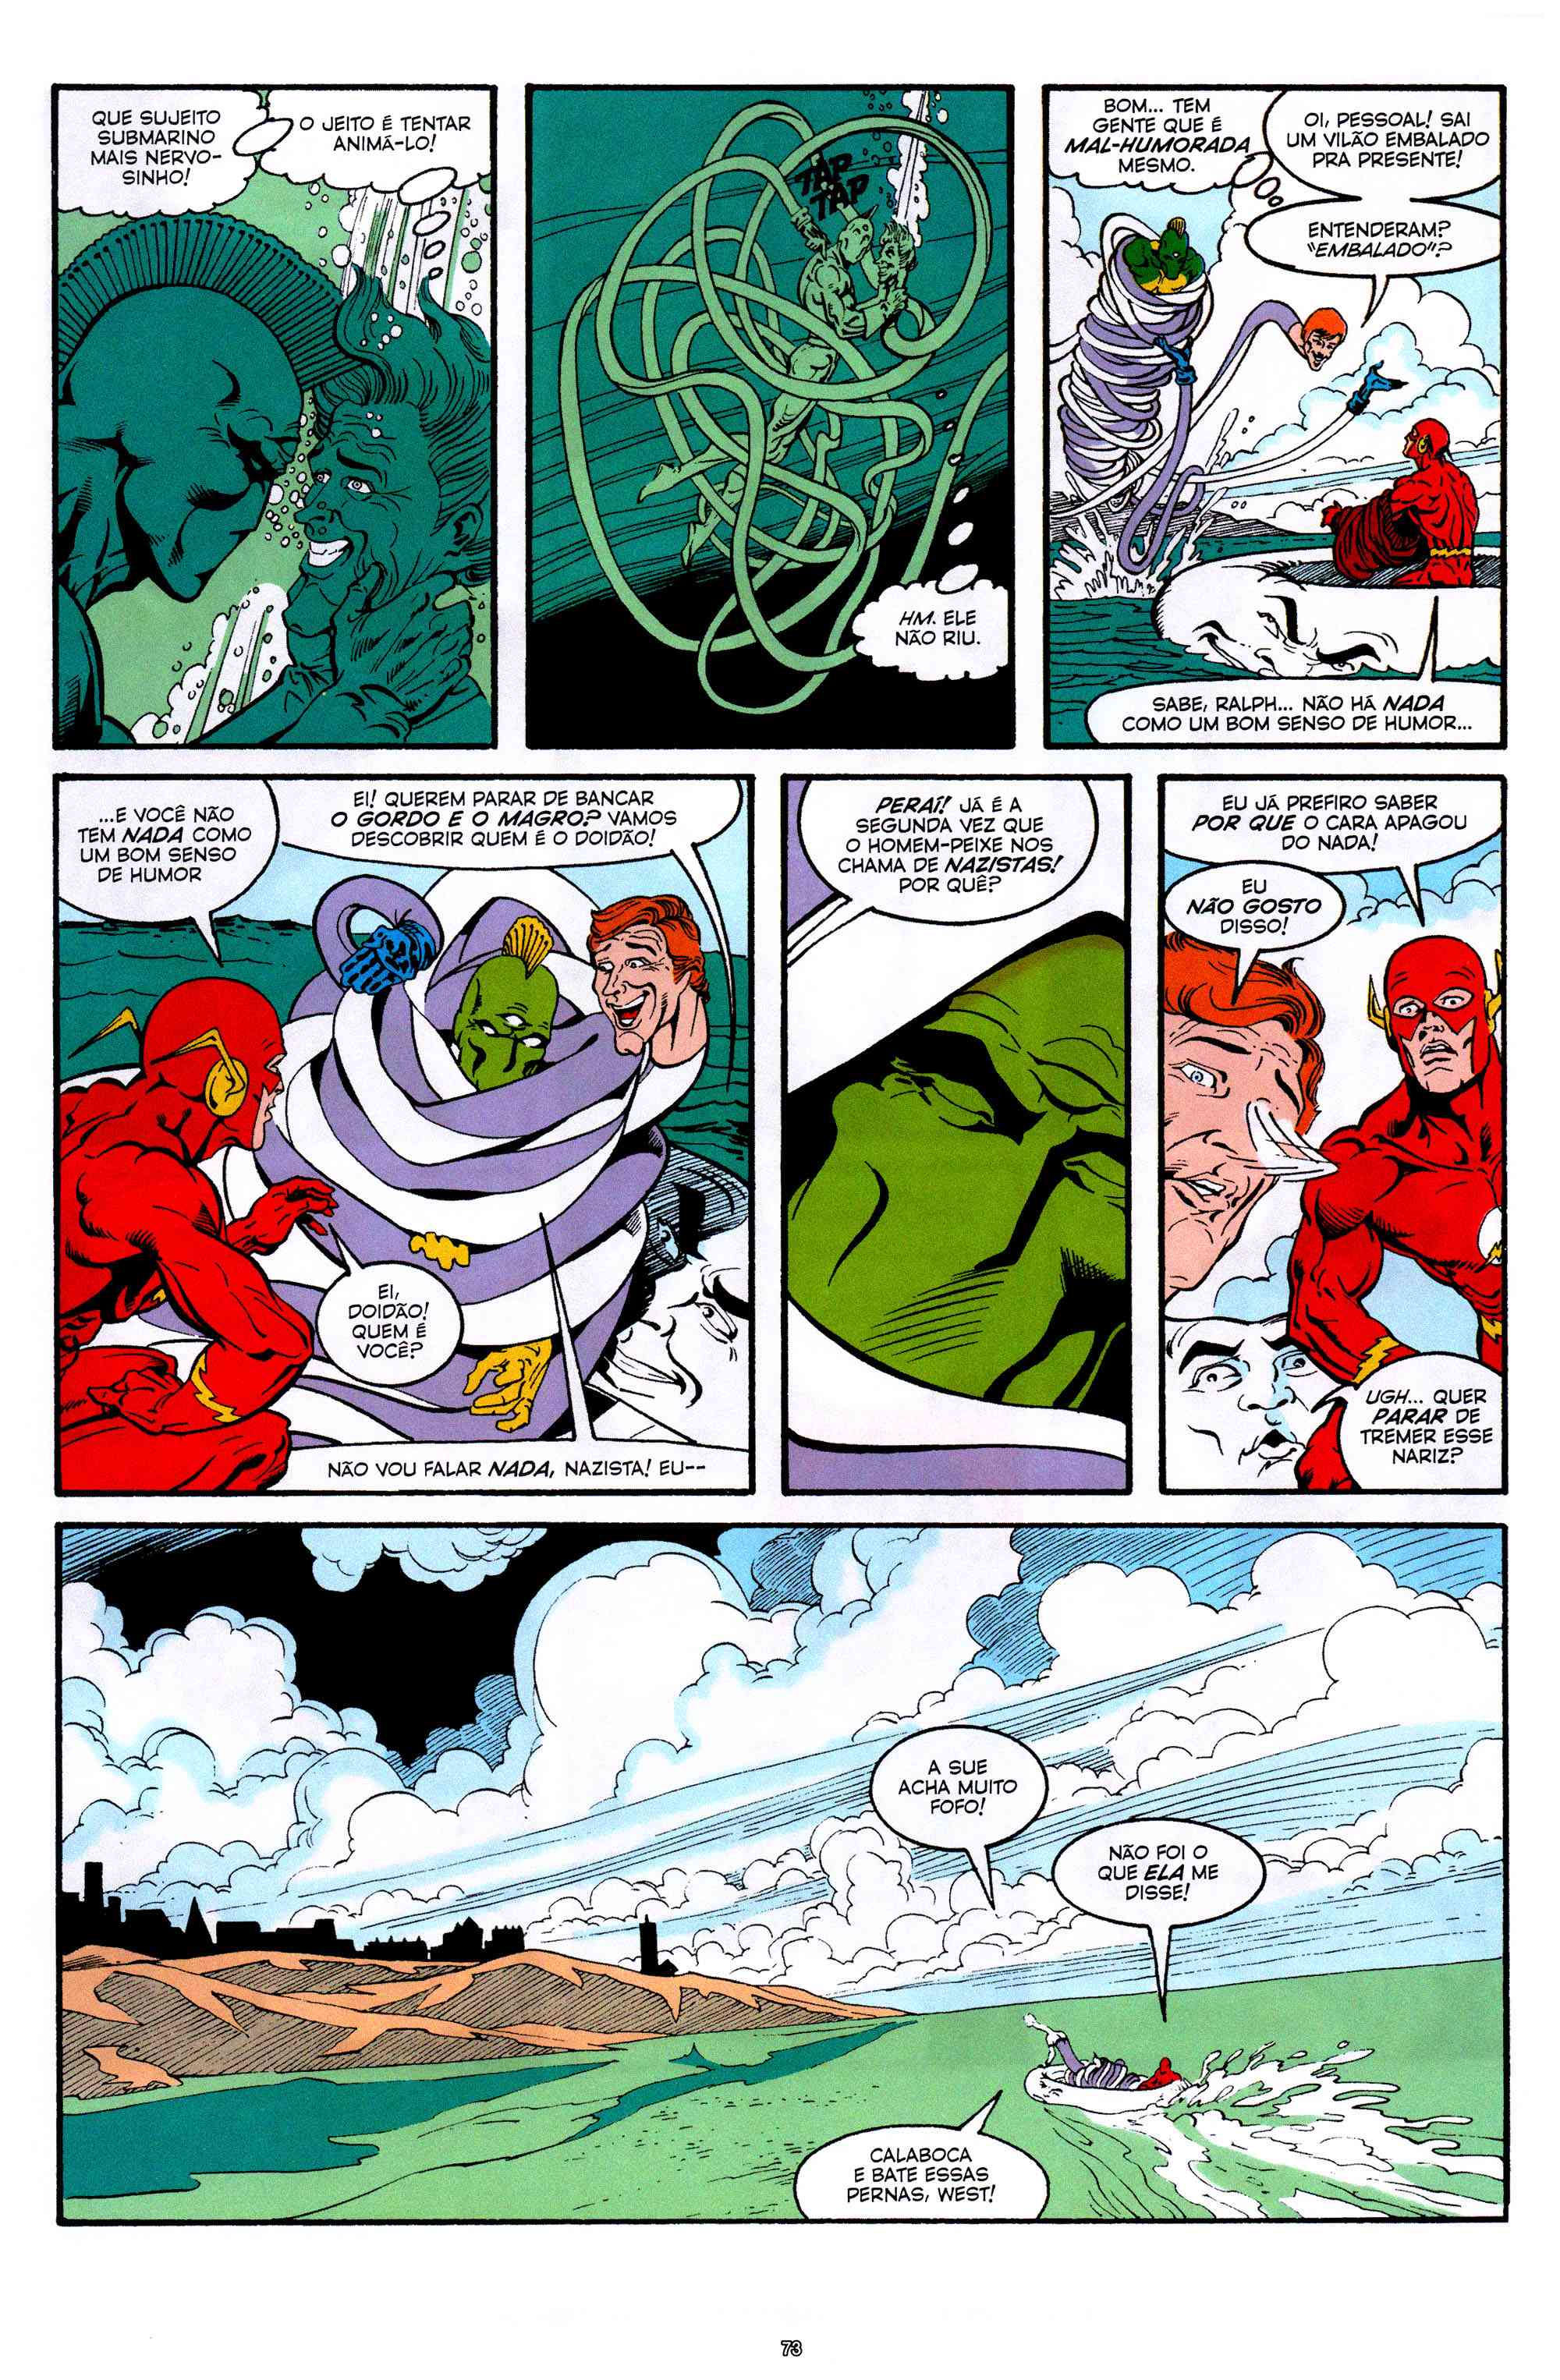 QUE SUJEITO
SUBMARINO
MAIS NERVO-
SINHO!
O JEITO É TENTAR
ANIMÁ-LO!
TAP
TAP
HM. ELE
NÃO RIU.
BOM... TEM
GENTE QUE É
MAL-HUMORADA
MESMO.
OI, PESSOAL! SAI
UM VILÃO EMBALADO
PRA PRESENTE!
ENTENDERAM?
"EMBALADO"?
SABE, RALPH... NÃO HÁ NADA
COMO UM BOM SENSO DE HUMOR...
...E VOCÊ NÃO
TEM NADA COMO
UM BOM SENSO
DE HUMOR
EI! QUEREM PARAR DE BANCAR
O GORDO E O MAGRO? VAMOS
DESCOBRIR QUEM É O DOIDÃO!
EI,
DOIDÃO!
QUEM É
VOCÊ?
NÃO VOU FALAR NADA, NAZISTA! EU--
PERAÍ! JÁ É A
SEGUNDA VEZ QUE
O HOMEM-PEIXE NOS
CHAMA DE NAZISTAS!
POR QUÊ?
EU JÁ PREFIRO SABER
POR QUE O CARA APAGOU
DO NADA!
EU
NÃO GOSTO
DISSO!
UGH... QUER
PARAR DE
TREMER ESSE
NARIZ?
A SUE
ACHA MUITO
FOFO!
NÃO FOI O
QUE ELA ME
DISSE!
CALABOCA
E BATE ESSAS
PERNAS, WEST!
73